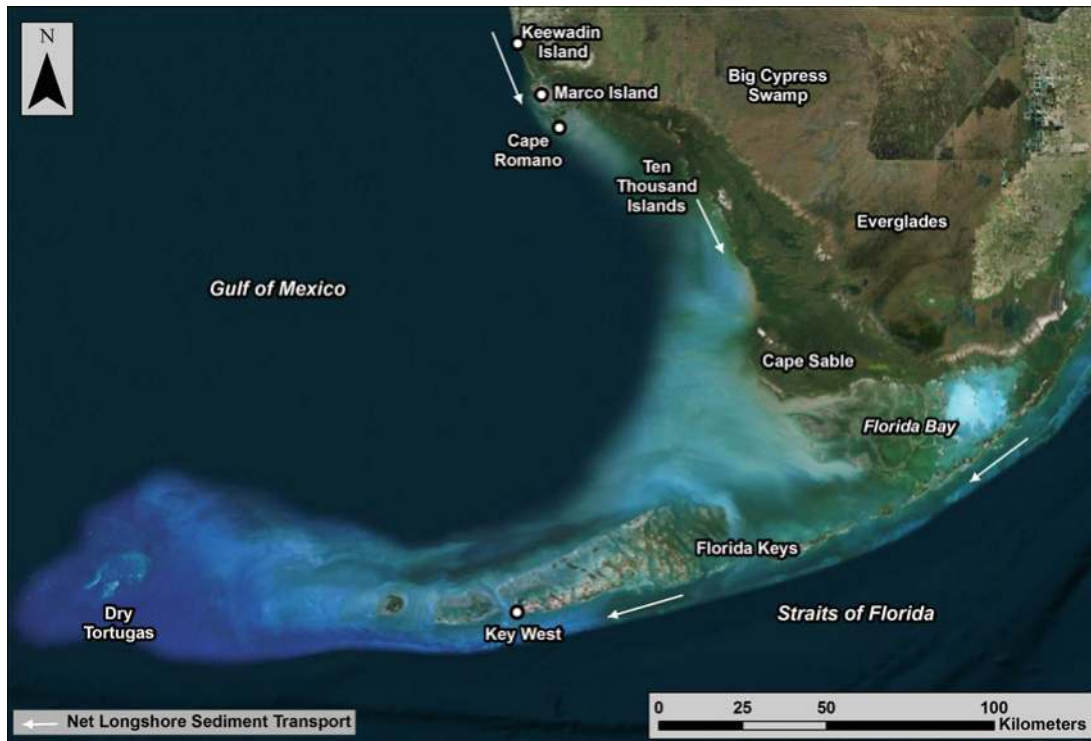 N
Keewadin
Island
Marco Island
Cape
Romano
Big Cypress
Swamp
Ten
Thousand
Islands
Everglades
Gulf of Mexico
Cape Sable
Florida Bay
Florida Keys
Dry
Tortugas
Key West
Straits of Florida
Net Longshore Sediment Transport
0 25 50 100
Kilometers